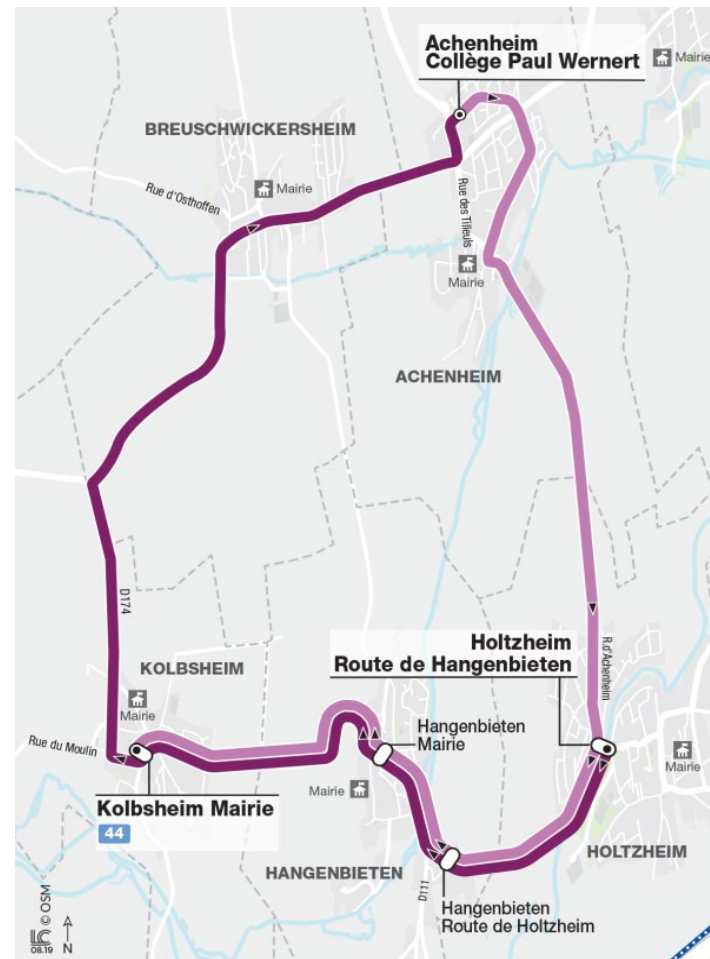 Achenheim
Collège Paul Wernert
Mairie
BREUSCHWICKERSHEIM
Mairie
Rue d'Osthoffen
Rue des Tilleuls
Mairie
ACHENHEIM
D174
Holtzheim
Route de Hangenbieten
R.d'Achenheim
KOLBSHEIM
Mairie
Rue du Moulin
Hangenbieten
Mairie
Mairie
Mairie
Kolbsheim Mairie
44
HOLTZHEIM
HANGENBIETEN
D111
Hangenbieten
Route de Holtzheim
© OSM
LC
08.19
N